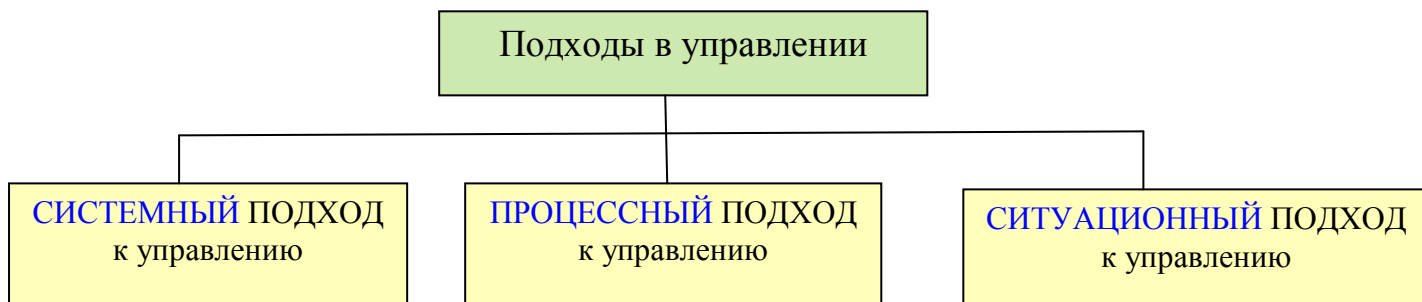 Подходы в управлении
СИСТЕМНЫЙ ПОДХОД
к управлению
ПРОЦЕССНЫЙ ПОДХОД
к управлению
СИТУАЦИОННЫЙ ПОДХОД
к управлению